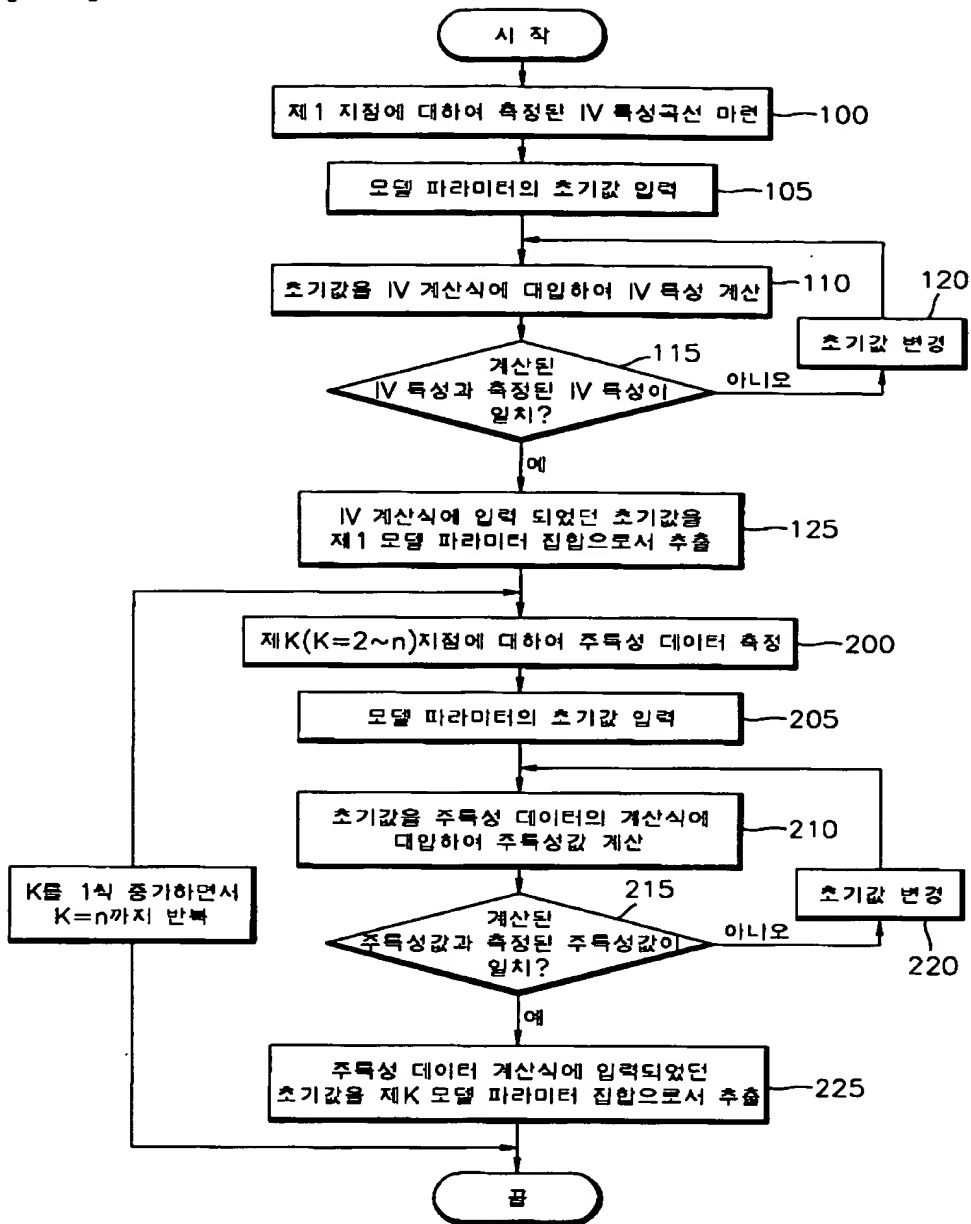 시 작
제1 지점에 대하여 측정된 IV 특성곡선 마련
100
모델 파라미터의 초기값 입력
105
초기값을 IV 계산식에 대입하여 IV 특성 계산
110
120
초기값 변경
115
계산된
IV 특성과 측정된 IV 특성이
일치?
아니오
예
IV 계산식에 입력 되었던 초기값을
제1 모델 파라미터 집합으로서 추출
125
제K(K=2~n)지점에 대하여 주특성 데이터 측정
200
모델 파라미터의 초기값 입력
205
초기값을 주특성 데이터의 계산식에
대입하여 주특성값 계산
210
K를 1씩 증가하면서
K=n까지 반복
215
계산된
주특성값과 측정된 주특성값이
일치?
아니오
초기값 변경
220
예
주특성 데이터 계산식에 입력되었던
초기값을 제K 모델 파라미터 집합으로서 추출
225
끝